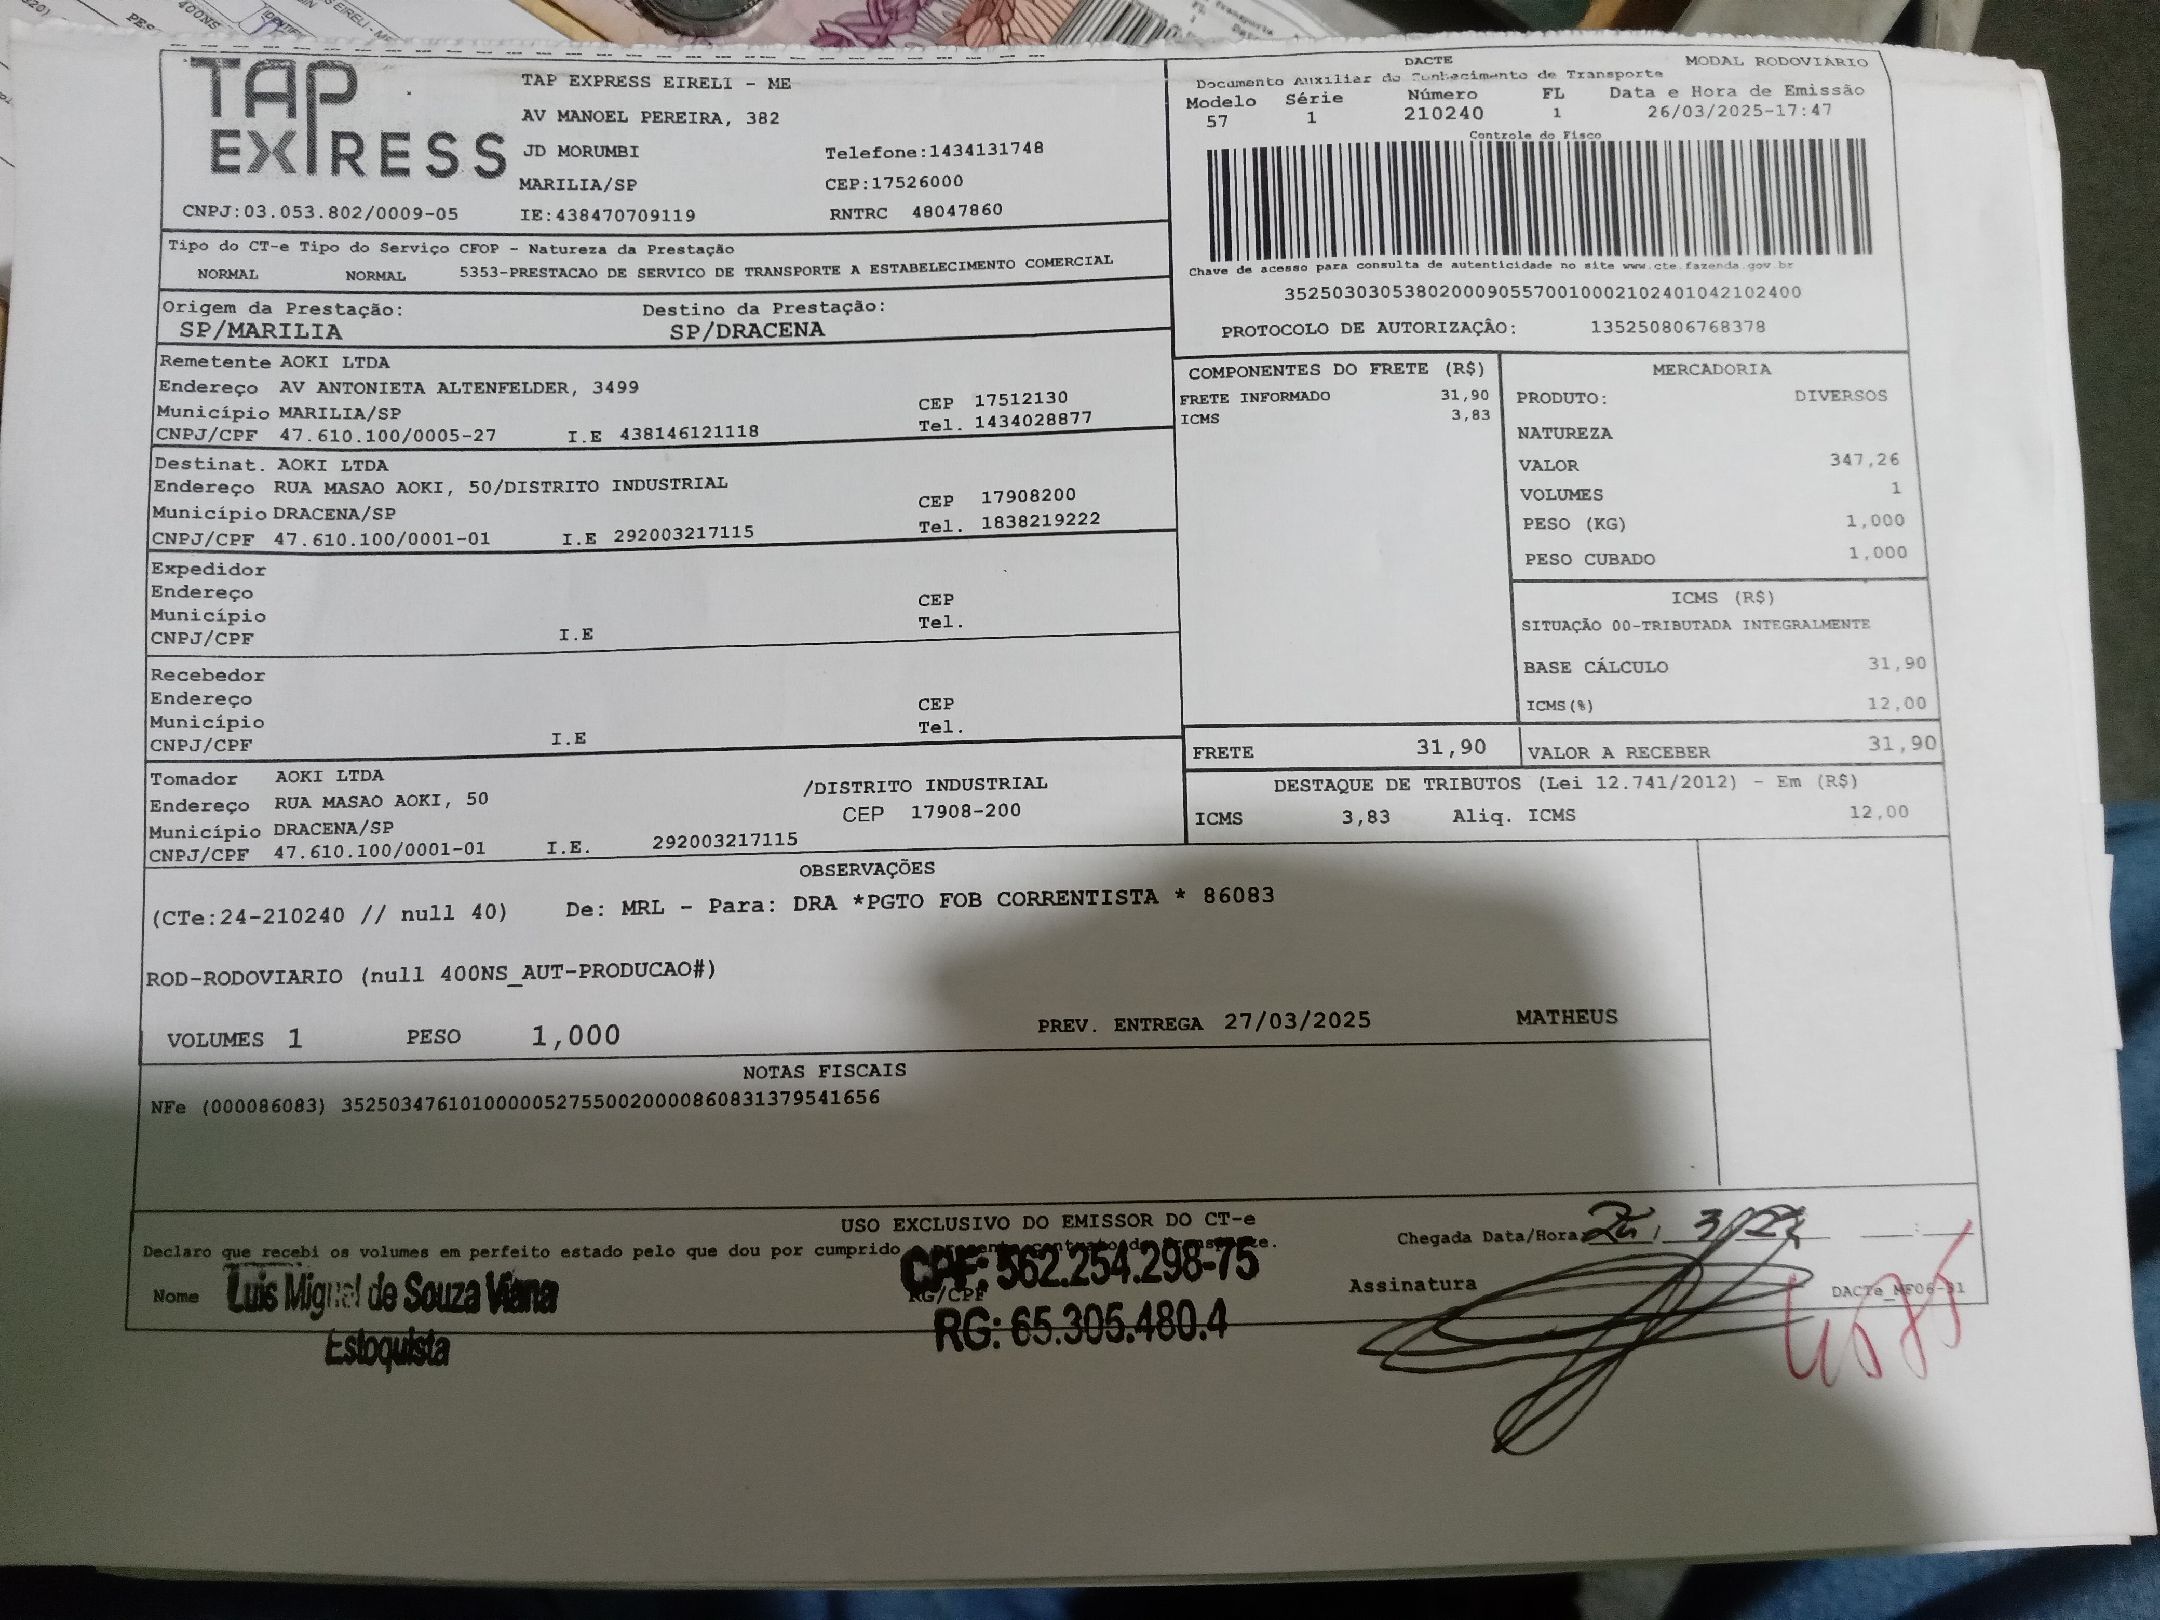 TAP
EXPRESS
TAP EXPRESS EIRELI - ME
AV MANOEL PEREIRA, 382
JD MORUMBI Telefone:1434131748
MARILIA/SP CEP:17526000
CNPJ:03.053.802/0009-05 IE:438470709119 RNTRC 48047860
DACTE MODAL RODOVIÁRIO
Documento Auxiliar do Conhecimento de Transporte
Modelo Série Número FL Data e Hora de Emissão
57 1 210240 1 26/03/2025-17:47
Controle do Fisco
Chave de acesso para consulta de autenticidade no site www.cte.fazenda.gov.br
35250303053802000905570010002102401042102400
PROTOCOLO DE AUTORIZAÇÃO: 135250806768378
Tipo do CT-e Tipo do Serviço CFOP - Natureza da Prestação
NORMAL NORMAL 5353-PRESTACAO DE SERVICO DE TRANSPORTE A ESTABELECIMENTO COMERCIAL
Origem da Prestação: Destino da Prestação:
SP/MARILIA SP/DRACENA
Remetente AOKI LTDA
Endereço AV ANTONIETA ALTENFELDER, 3499 CEP 17512130
Município MARILIA/SP Tel. 1434028877
CNPJ/CPF 47.610.100/0005-27 I.E 438146121118
Destinat. AOKI LTDA
Endereço RUA MASAO AOKI, 50/DISTRITO INDUSTRIAL CEP 17908200
Município DRACENA/SP Tel. 1838219222
CNPJ/CPF 47.610.100/0001-01 I.E 292003217115
Expedidor
Endereço CEP
Município Tel.
CNPJ/CPF I.E
Recebedor
Endereço CEP
Município Tel.
CNPJ/CPF I.E
Tomador AOKI LTDA
Endereço RUA MASAO AOKI, 50 /DISTRITO INDUSTRIAL
Município DRACENA/SP CEP 17908-200
CNPJ/CPF 47.610.100/0001-01 I.E. 292003217115
COMPONENTES DO FRETE (R$)
FRETE INFORMADO 31,90
ICMS 3,83
MERCADORIA
PRODUTO: DIVERSOS
NATUREZA
VALOR 347,26
VOLUMES 1
PESO (KG) 1,000
PESO CUBADO 1,000
ICMS (R$)
SITUAÇÃO 00-TRIBUTADA INTEGRALMENTE
BASE CÁLCULO 31,90
ICMS(%) 12,00
FRETE 31,90 VALOR A RECEBER 31,90
DESTAQUE DE TRIBUTOS (Lei 12.741/2012) - Em (R$)
ICMS 3,83 Aliq. ICMS 12,00
OBSERVAÇÕES
(CTe:24-210240 // null 40) De: MRL - Para: DRA *PGTO FOB CORRENTISTA * 86083
ROD-RODOVIARIO (null 400NS_AUT-PRODUCAO#)
VOLUMES 1 PESO 1,000 PREV. ENTREGA 27/03/2025 MATHEUS
NOTAS FISCAIS
NFe (000086083) 35250347610100000527550020000860831379541656
USO EXCLUSIVO DO EMISSOR DO CT-e
Declaro que recebi os volumes em perfeito estado pelo que dou por cumprido
Chegada Data/Hora
Nome Luis Miguel de Souza Viana
Estoquista
RG/CPF CPF: 562.254.298-75
RG: 65.305.480.4
Assinatura
DACTe_NF06-01